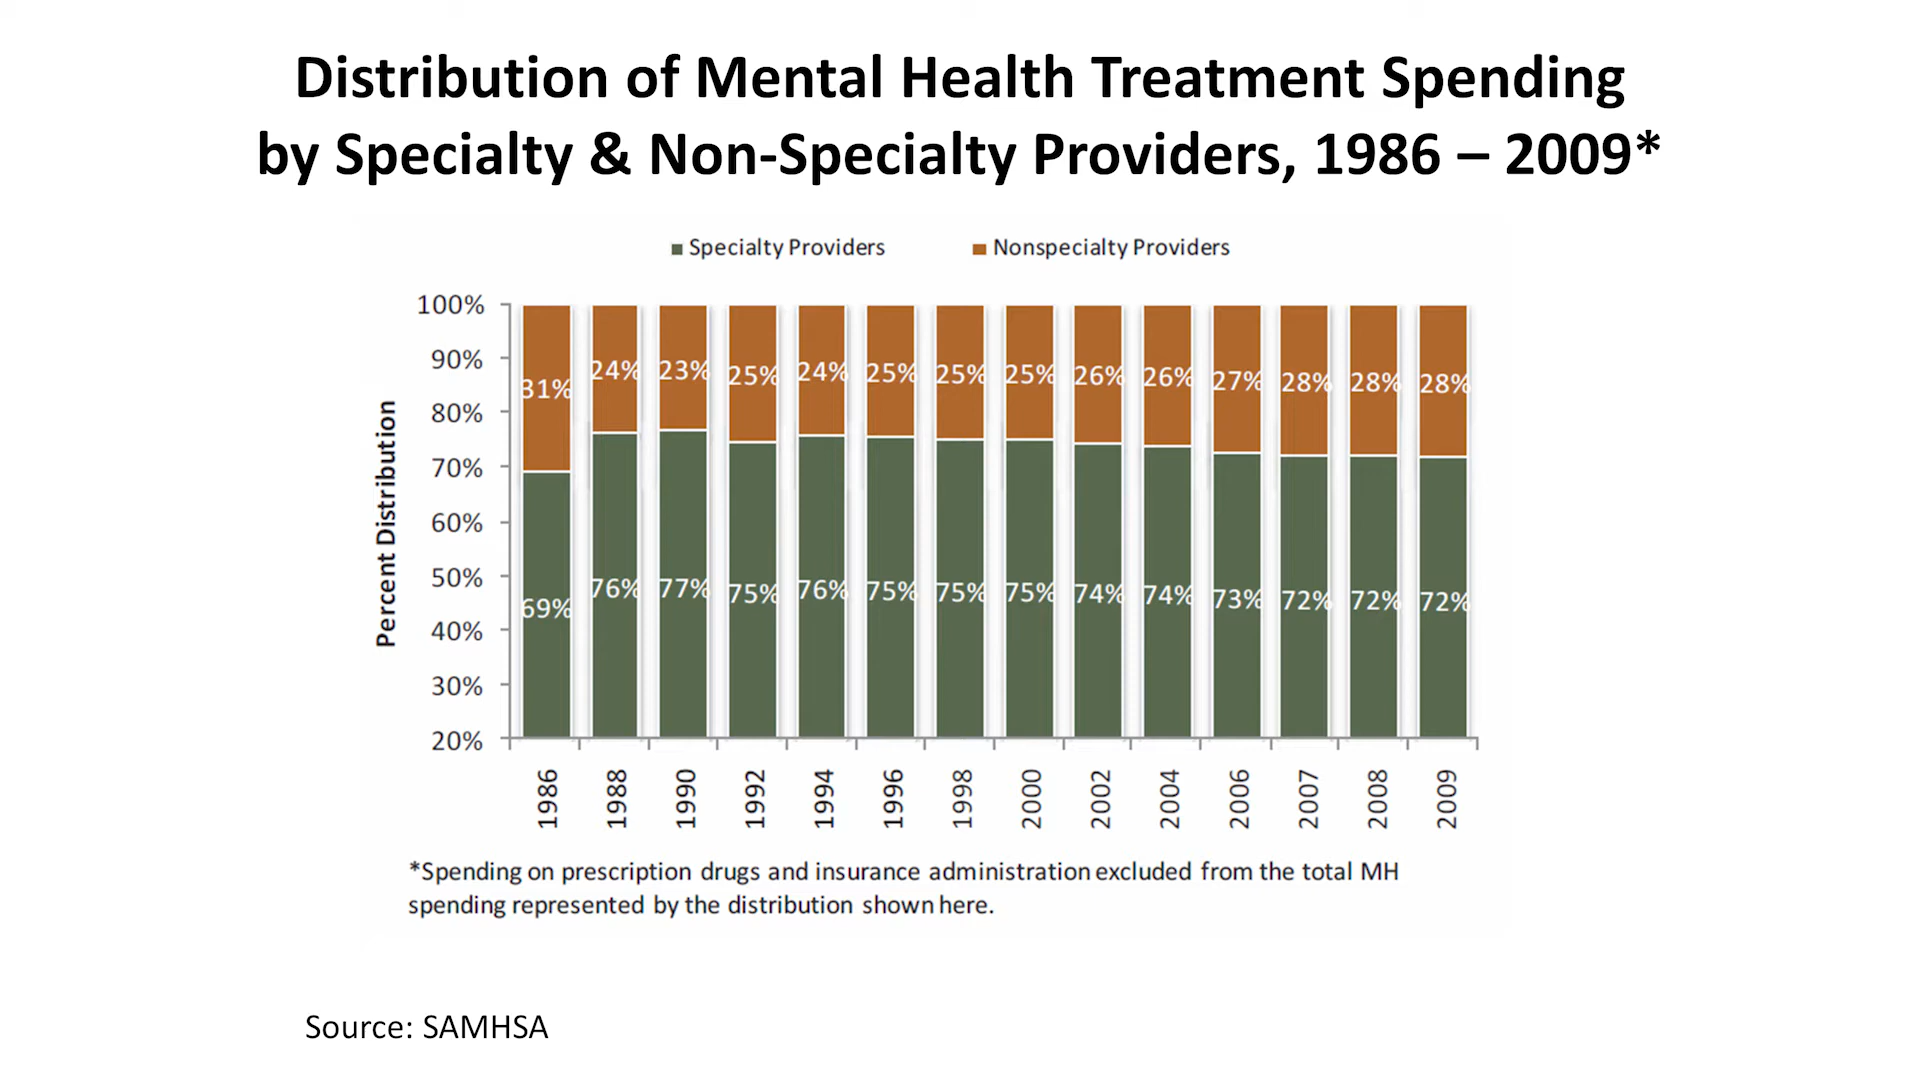 Distribution of Mental Health Treatment Spending
by Specialty & Non-Specialty Providers, 1986 – 2009*
Specialty Providers Nonspecialty Providers
100%
90%
80%
70%
60%
50%
40%
30%
20%
Percent Distribution
31% 24% 23% 25% 24% 25% 25% 25% 26% 26% 27% 28% 28% 28%
69% 76% 77% 75% 76% 75% 75% 75% 74% 74% 73% 72% 72% 72%
1986 1988 1990 1992 1994 1996 1998 2000 2002 2004 2006 2007 2008 2009
*Spending on prescription drugs and insurance administration excluded from the total MH
spending represented by the distribution shown here.
Source: SAMHSA